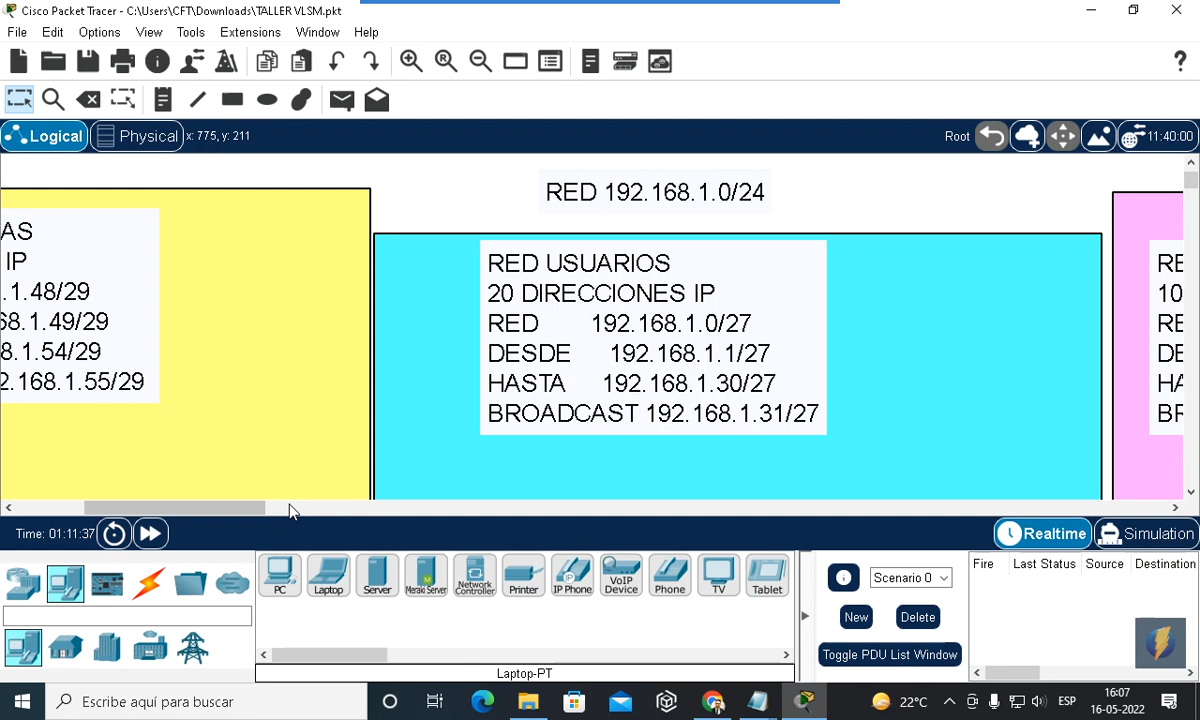 Cisco Packet Tracer - C:\Users\CFT\Downloads\TALLER VLSM.pkt
File Edit Options View Tools Extensions Window Help
?
Logical Physical x: 775, y: 211 Root 11:40:00
RED 192.168.1.0/24
AS
IP
.1.48/29
68.1.49/29
8.1.54/29
2.168.1.55/29
RED USUARIOS
20 DIRECCIONES IP
RED 192.168.1.0/27
DESDE 192.168.1.1/27
HASTA 192.168.1.30/27
BROADCAST 192.168.1.31/27
RE
10
RE
DE
HA
BR
Time: 01:11:37 Realtime Simulation
PC Laptop Server Meraki Server Network Controller Printer IP Phone VoIP Device Phone TV Tablet
Laptop-PT
Scenario 0
New Delete
Toggle PDU List Window
Fire Last Status Source Destination
Escribe aquí para buscar
22°C ESP 16:07
16-05-2022